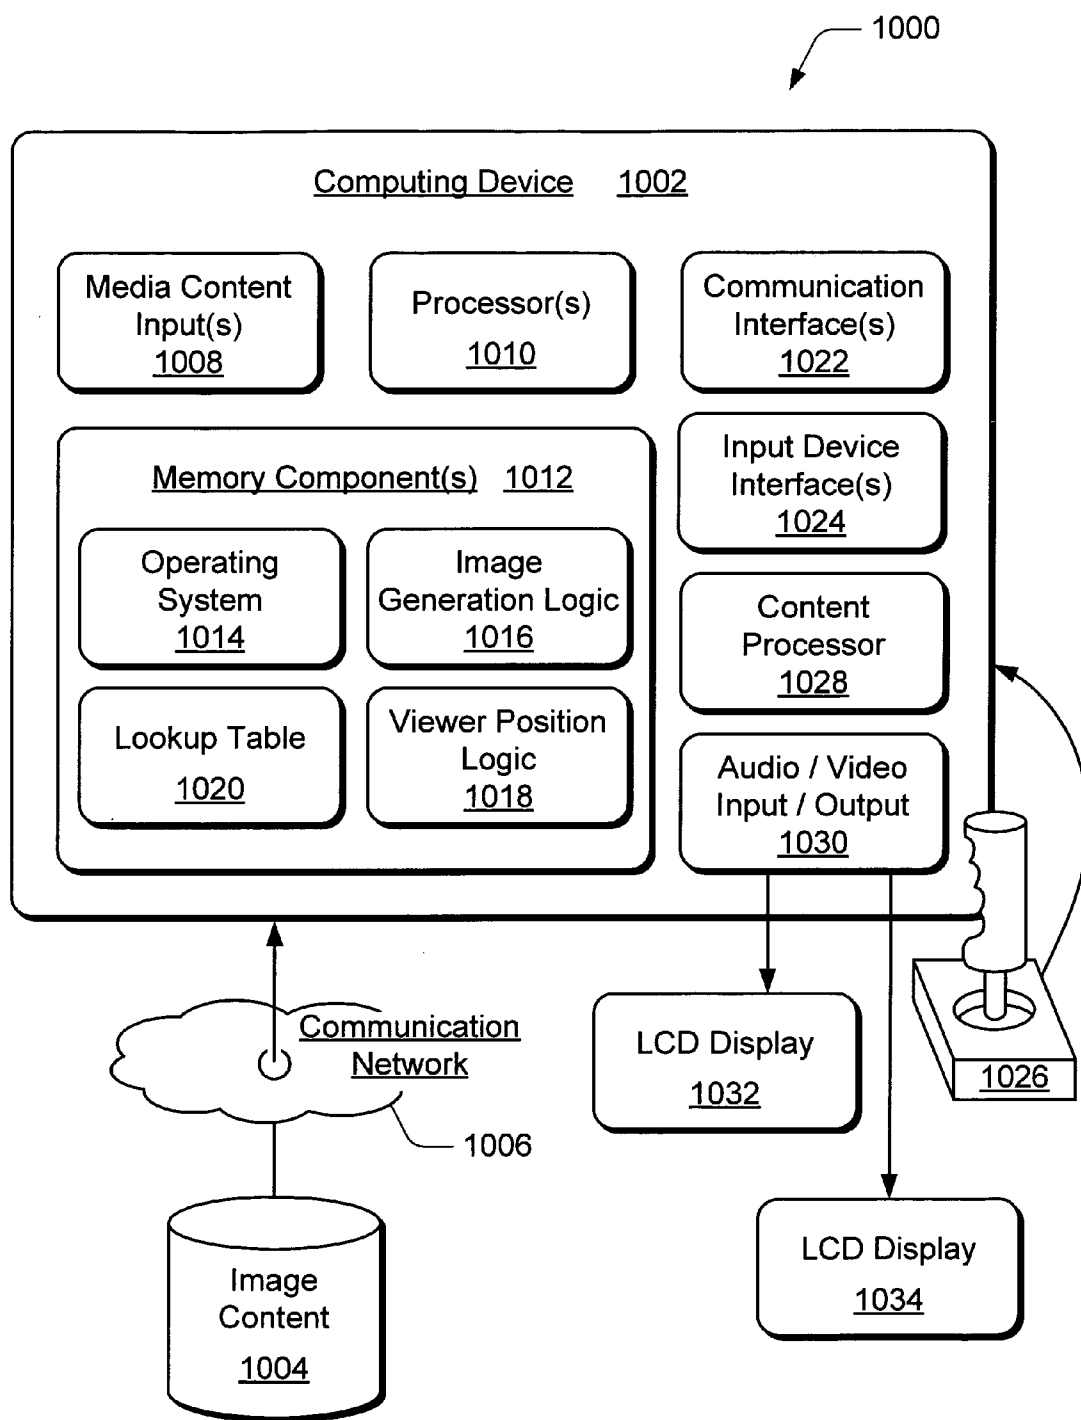 1000
Computing Device 1002
Media Content
Input(s)
1008
Processor(s)
1010
Communication
Interface(s)
1022
Memory Component(s) 1012
Input Device
Interface(s)
1024
Operating
System
1014
Image
Generation Logic
1016
Content
Processor
1028
Lookup Table
1020
Viewer Position
Logic
1018
Audio / Video
Input / Output
1030
Communication
Network
1006
LCD Display
1032
1026
LCD Display
1034
Image
Content
1004